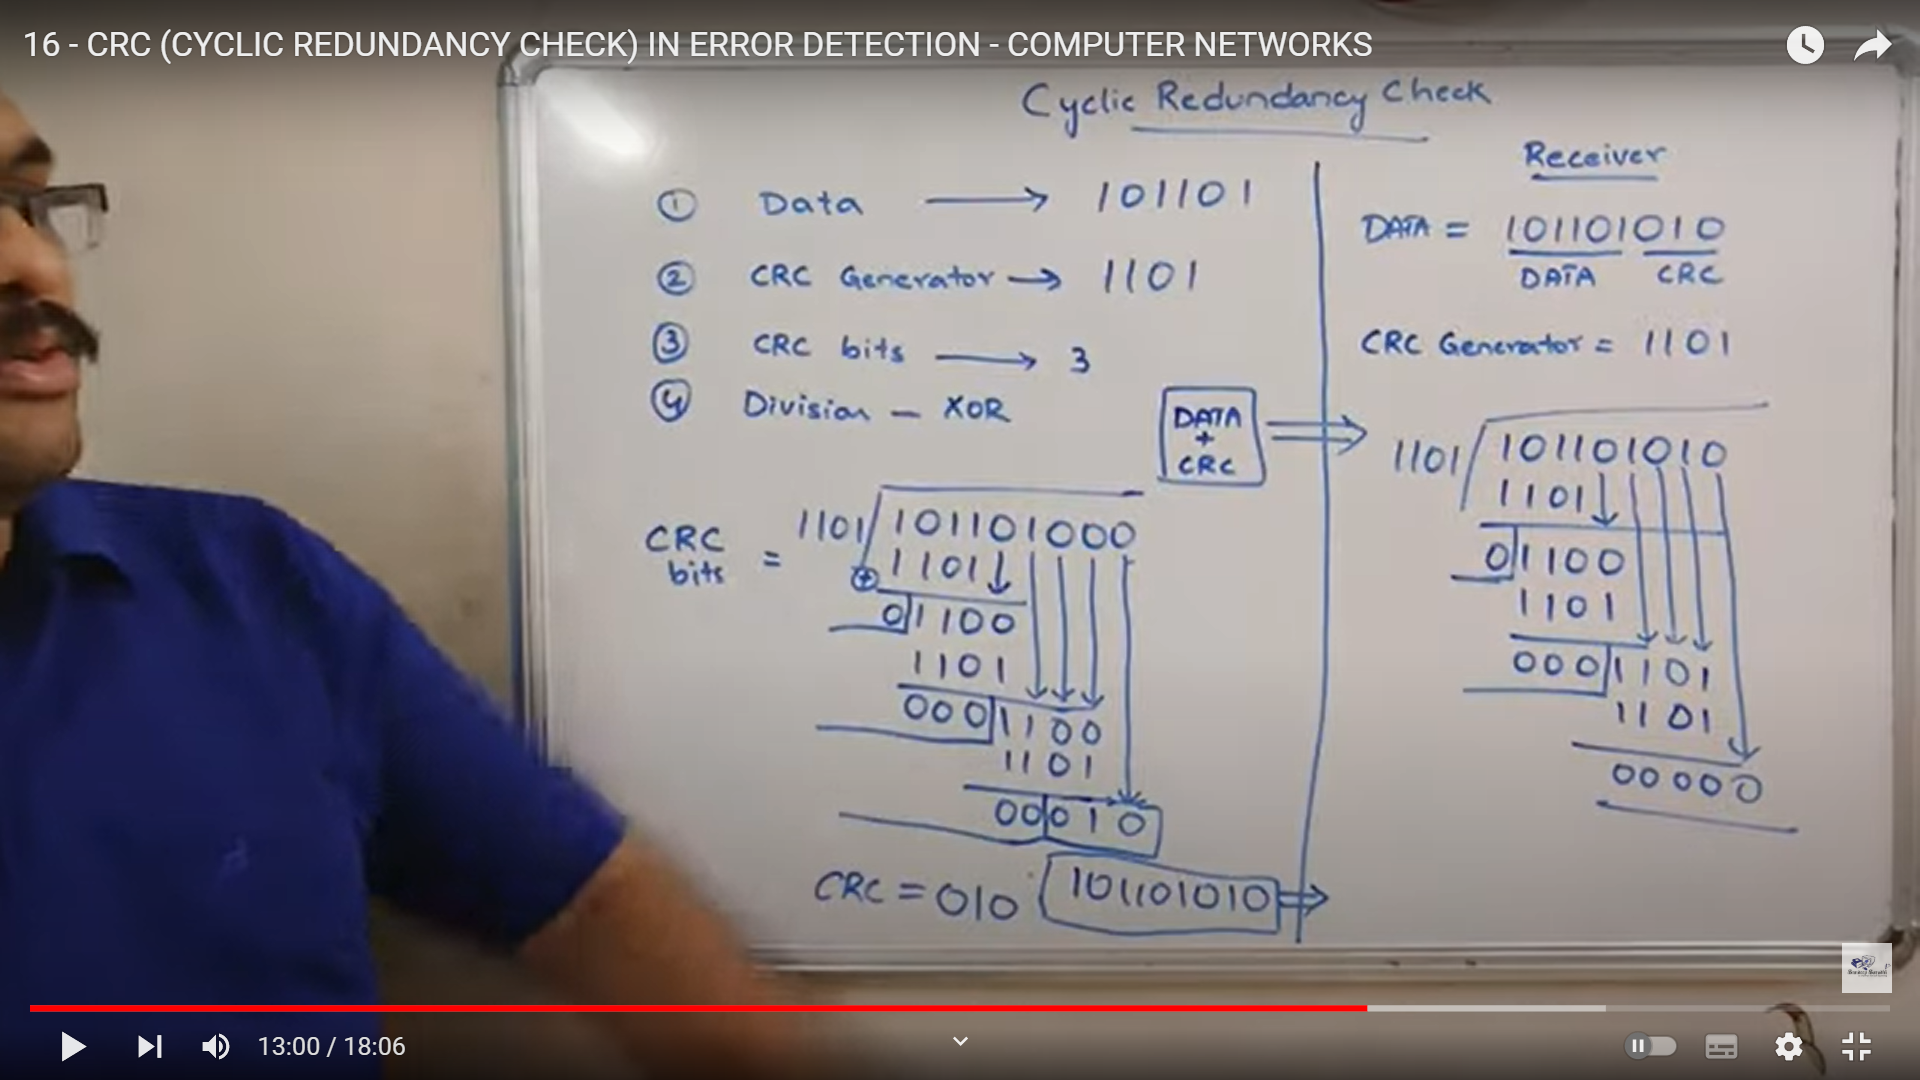 16 - CRC (CYCLIC REDUNDANCY CHECK) IN ERROR DETECTION - COMPUTER NETWORKS
Cyclic Redundancy Check
① Data → 101101
② CRC Generator → 1101
③ CRC bits → 3
④ Division - XOR
DATA
+
CRC
CRC bits = 1101 101101000
⊕ 1101
01100
1101
0001100
1101
00010
CRC = 010 101101010
Receiver
DATA = 101101010
DATA CRC
CRC Generator = 1101
1101 101101010
1101
01100
1101
0001101
1101
00000
13:00 / 18:06